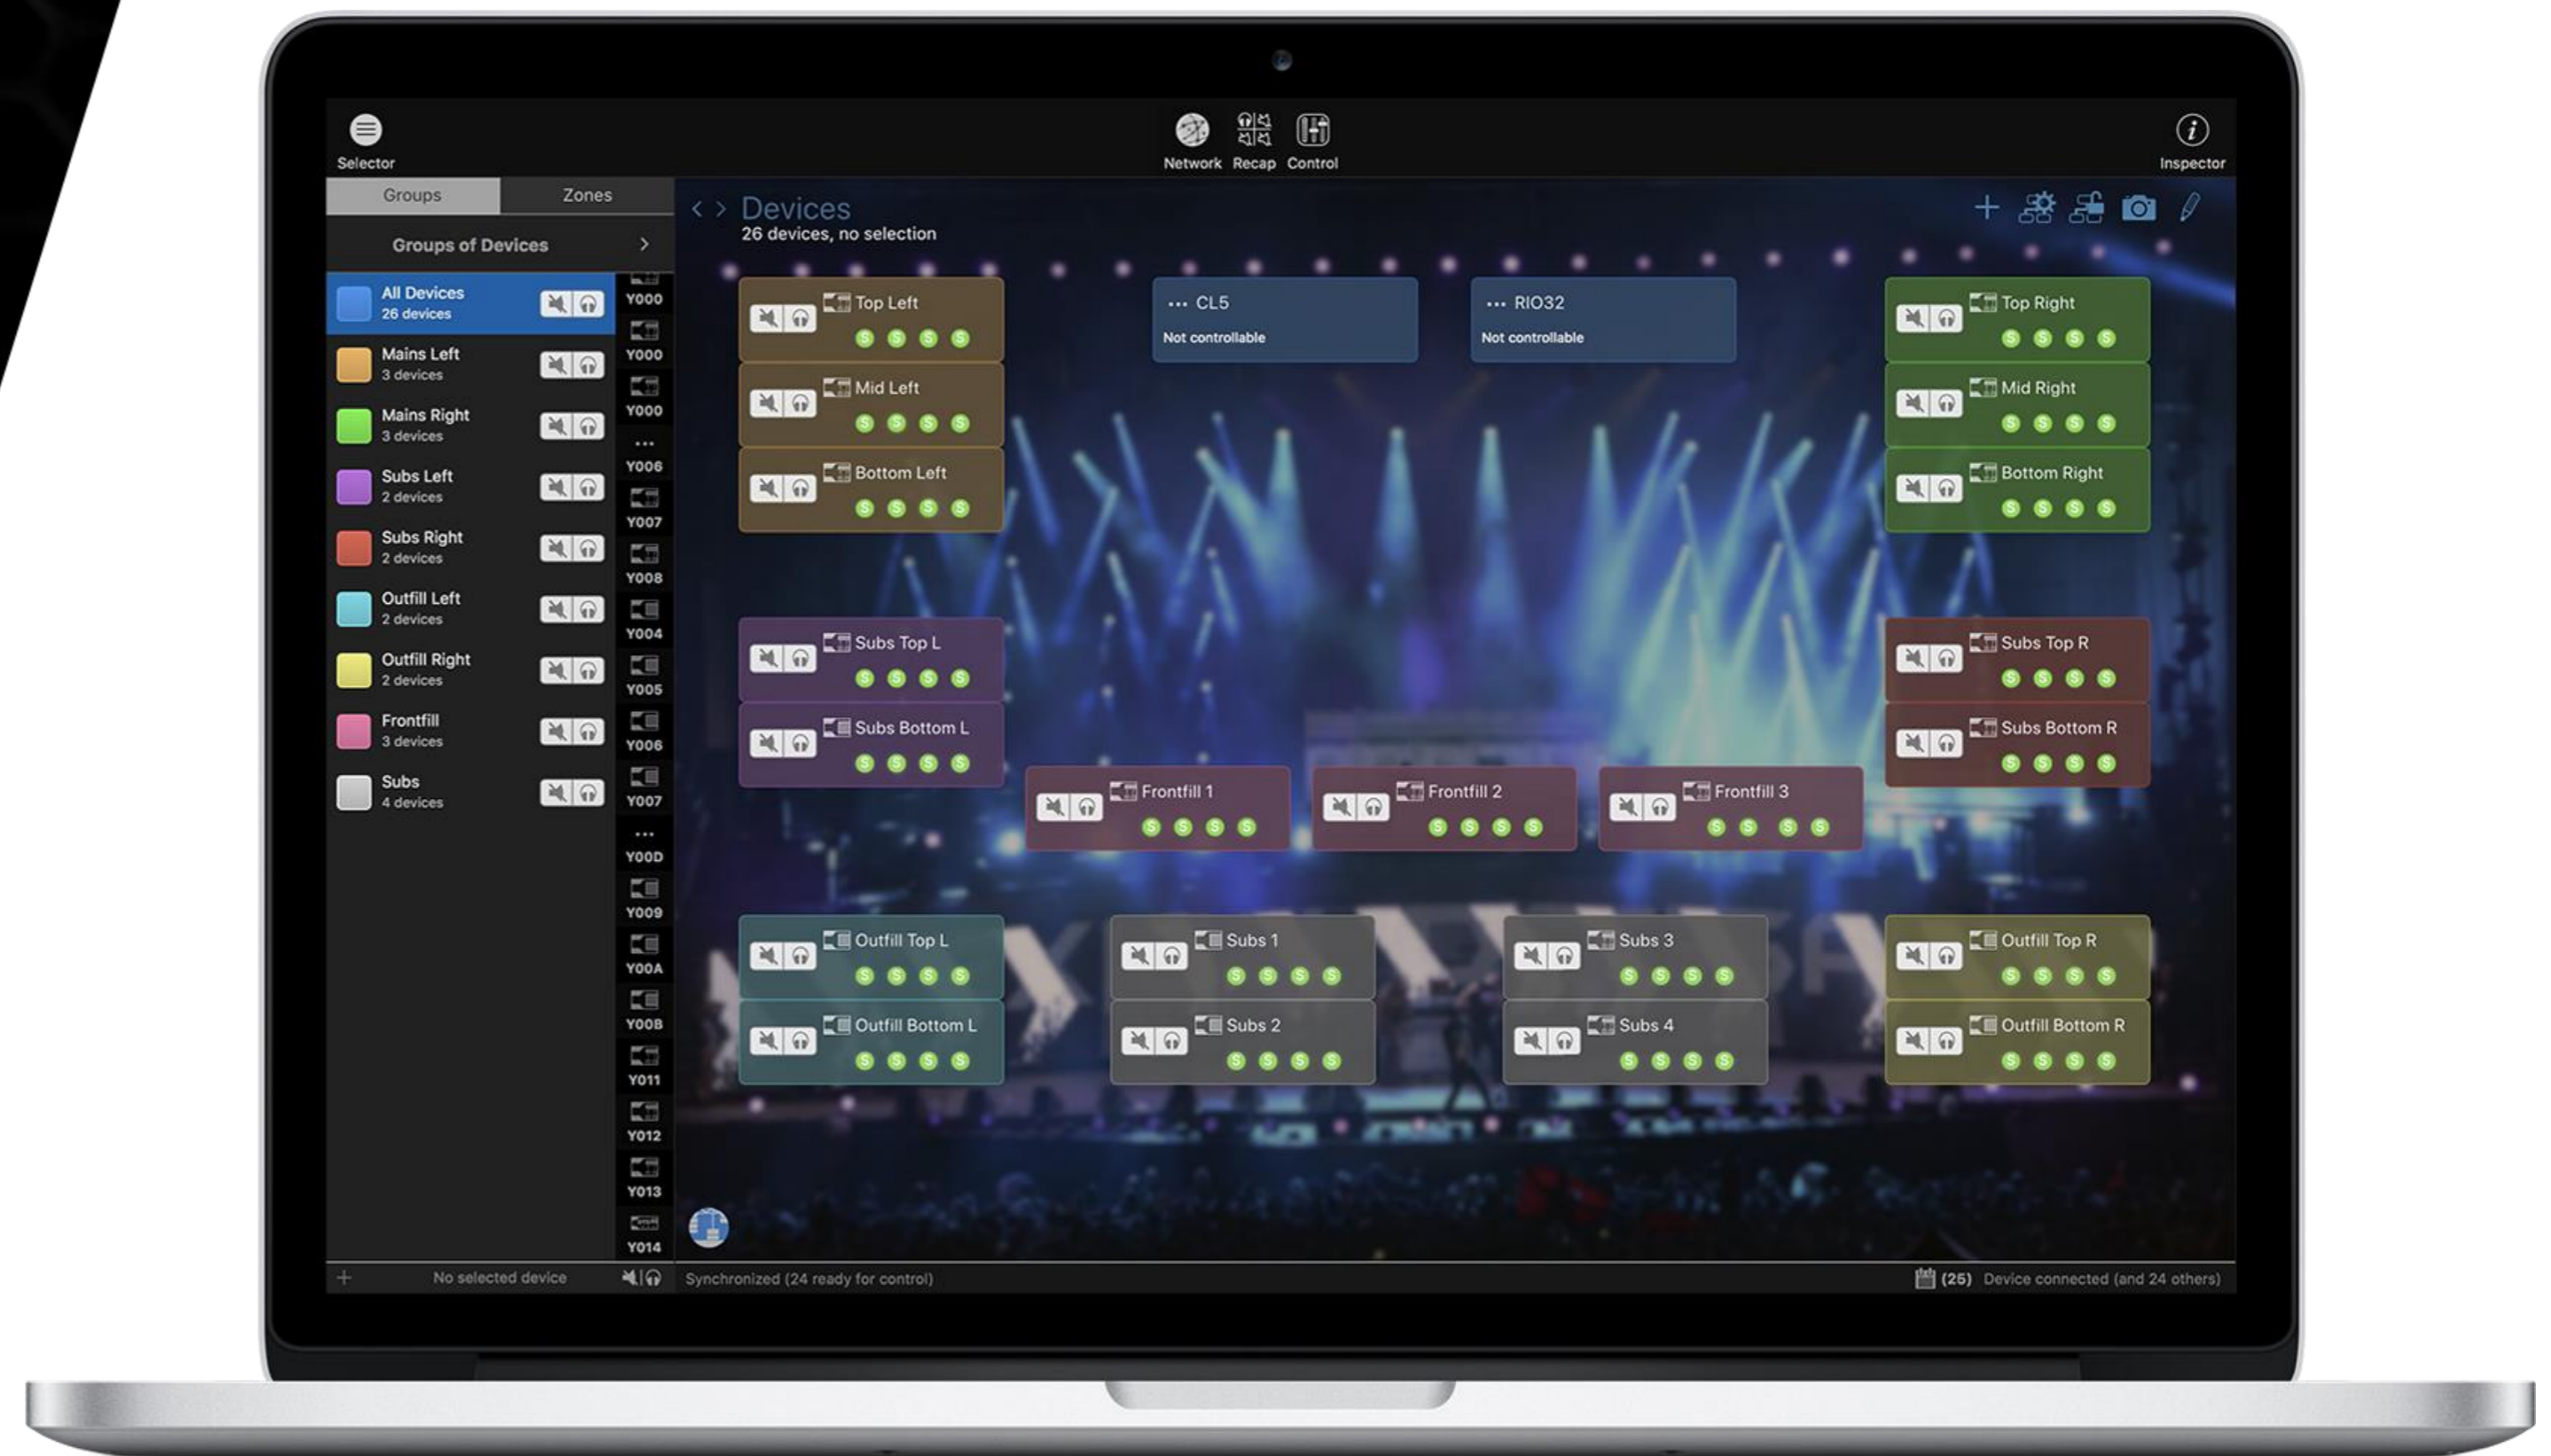 Selector
Network Recap Control
Inspector
Groups Zones
Groups of Devices
All Devices
26 devices
Mains Left
3 devices
Mains Right
3 devices
Subs Left
2 devices
Subs Right
2 devices
Outfill Left
2 devices
Outfill Right
2 devices
Frontfill
3 devices
Subs
4 devices
Y000
Y000
Y000
Y006
Y007
Y008
Y004
Y005
Y006
Y007
Y00D
Y009
Y00A
Y00B
Y011
Y012
Y013
Y014
Devices
26 devices, no selection
Top Left
S S S S
Mid Left
S S S S
Bottom Left
S S S S
CL5
Not controllable
RIO32
Not controllable
Top Right
S S S S
Mid Right
S S S S
Bottom Right
S S S S
Subs Top L
S S S S
Subs Bottom L
S S S S
Subs Top R
S S S S
Subs Bottom R
S S S S
Frontfill 1
S S S S
Frontfill 2
S S S S
Frontfill 3
S S S S
Outfill Top L
S S S S
Outfill Bottom L
S S S S
Subs 1
S S S S
Subs 2
S S S S
Subs 3
S S S S
Subs 4
S S S S
Outfill Top R
S S S S
Outfill Bottom R
S S S S
No selected device
Synchronized (24 ready for control)
(25) Device connected (and 24 others)